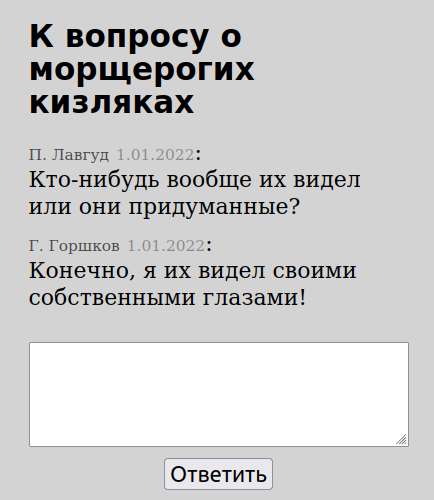 К вопросу о
морщерогих
кизляках
П. Лавгуд 1.01.2022:
Кто-нибудь вообще их видел
или они придуманные?
Г. Горшков 1.01.2022:
Конечно, я их видел своими
собственными глазами!
Ответить